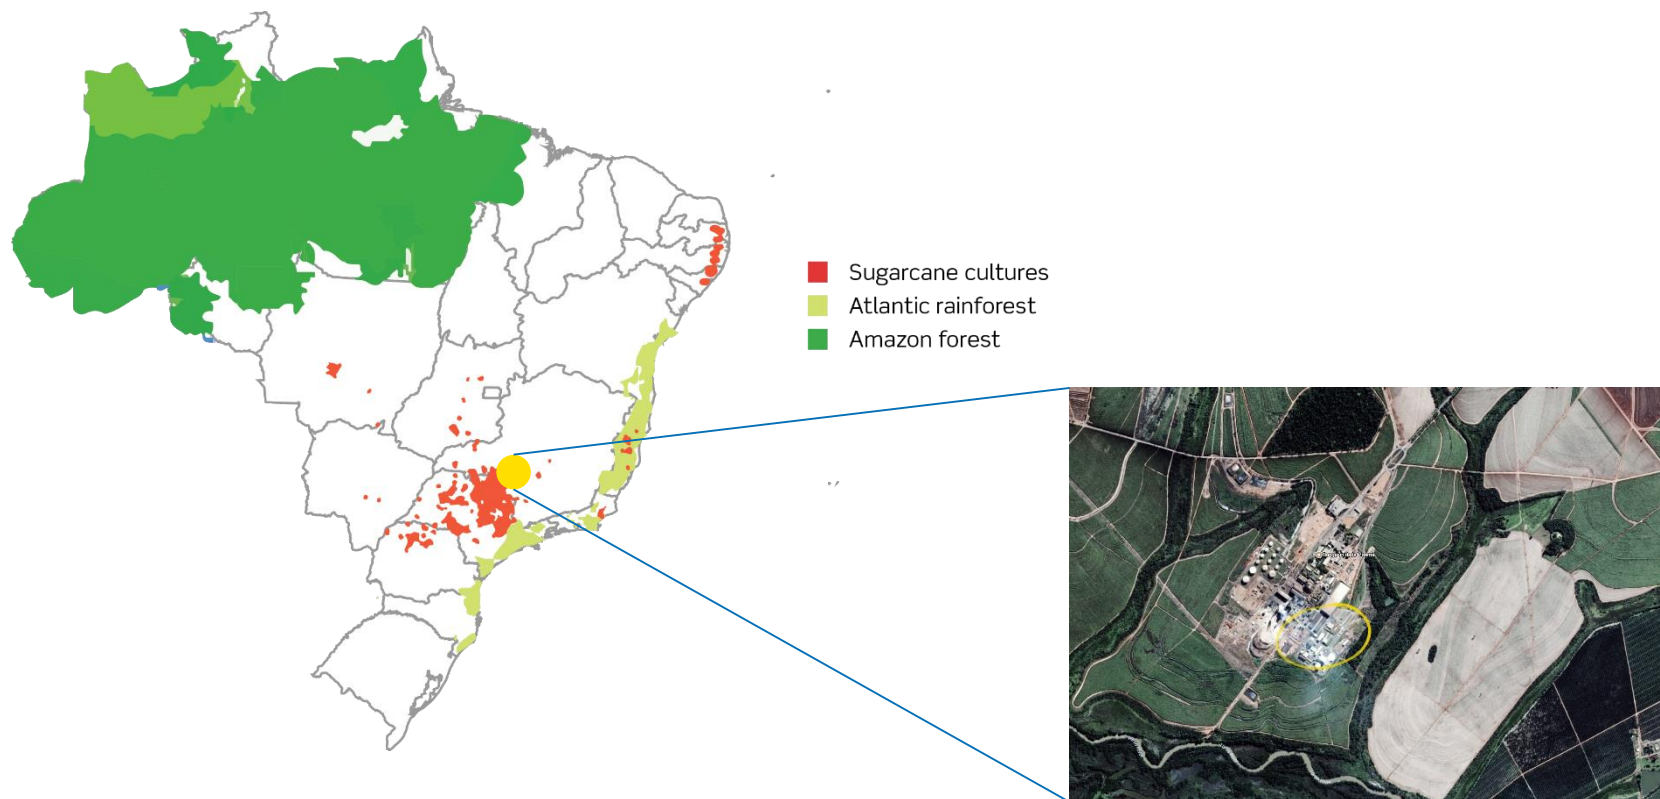 Sugarcane cultures
Atlantic rainforest
Amazon forest